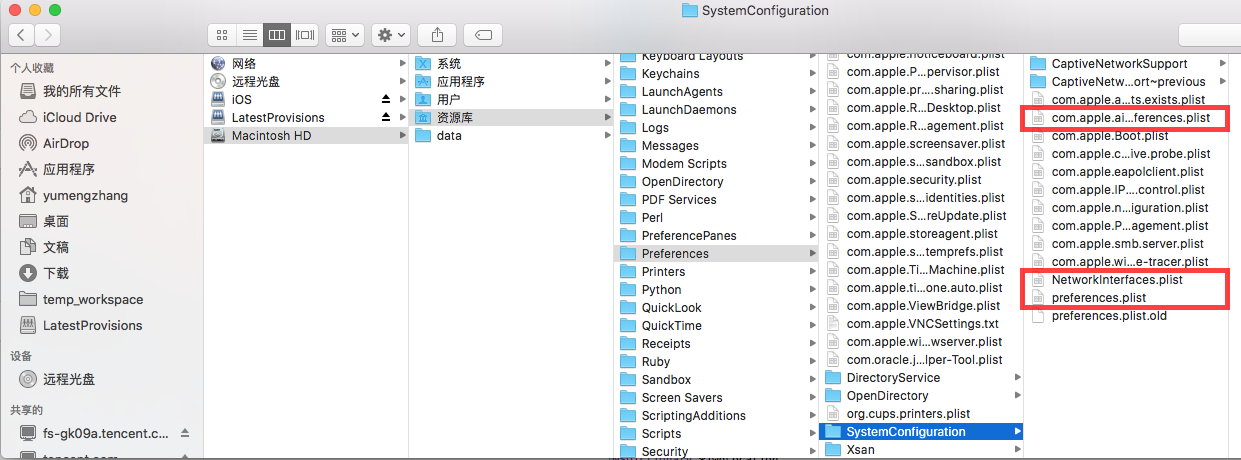 SystemConfiguration
个人收藏
我的所有文件
iCloud Drive
AirDrop
应用程序
yumengzhang
桌面
文稿
下载
temp_workspace
LatestProvisions
设备
远程光盘
共享的
fs-gk09a.tencent.c...
网络
远程光盘
iOS
LatestProvisions
Macintosh HD
系统
应用程序
用户
资源库
data
Keyboard Layouts
Keychains
LaunchAgents
LaunchDaemons
Logs
Messages
Modem Scripts
OpenDirectory
PDF Services
Perl
PreferencePanes
Preferences
Printers
Python
QuickLook
QuickTime
Receipts
Ruby
Sandbox
Screen Savers
ScriptingAdditions
Scripts
Security
com.apple.noticeboard.plist
com.apple.P...pervisor.plist
com.apple.pr...sharing.plist
com.apple.R...Desktop.plist
com.apple.R...agement.plist
com.apple.screensaver.plist
com.apple.s...sandbox.plist
com.apple.security.plist
com.apple.s...identities.plist
com.apple.S...reUpdate.plist
com.apple.storeagent.plist
com.apple.s...temprefs.plist
com.apple.Ti...Machine.plist
com.apple.ti...one.auto.plist
com.apple.ViewBridge.plist
com.apple.VNCSettings.txt
com.apple.wi...wserver.plist
com.oracle.j...lper-Tool.plist
DirectoryService
OpenDirectory
org.cups.printers.plist
SystemConfiguration
Xsan
CaptiveNetworkSupport
CaptiveNetw...ort~previous
com.apple.a...ts.exists.plist
com.apple.ai...ferences.plist
com.apple.Boot.plist
com.apple.c...ive.probe.plist
com.apple.eapolclient.plist
com.apple.IP...control.plist
com.apple.n...iguration.plist
com.apple.P...agement.plist
com.apple.smb.server.plist
com.apple.wi...e-tracer.plist
NetworkInterfaces.plist
preferences.plist
preferences.plist.old